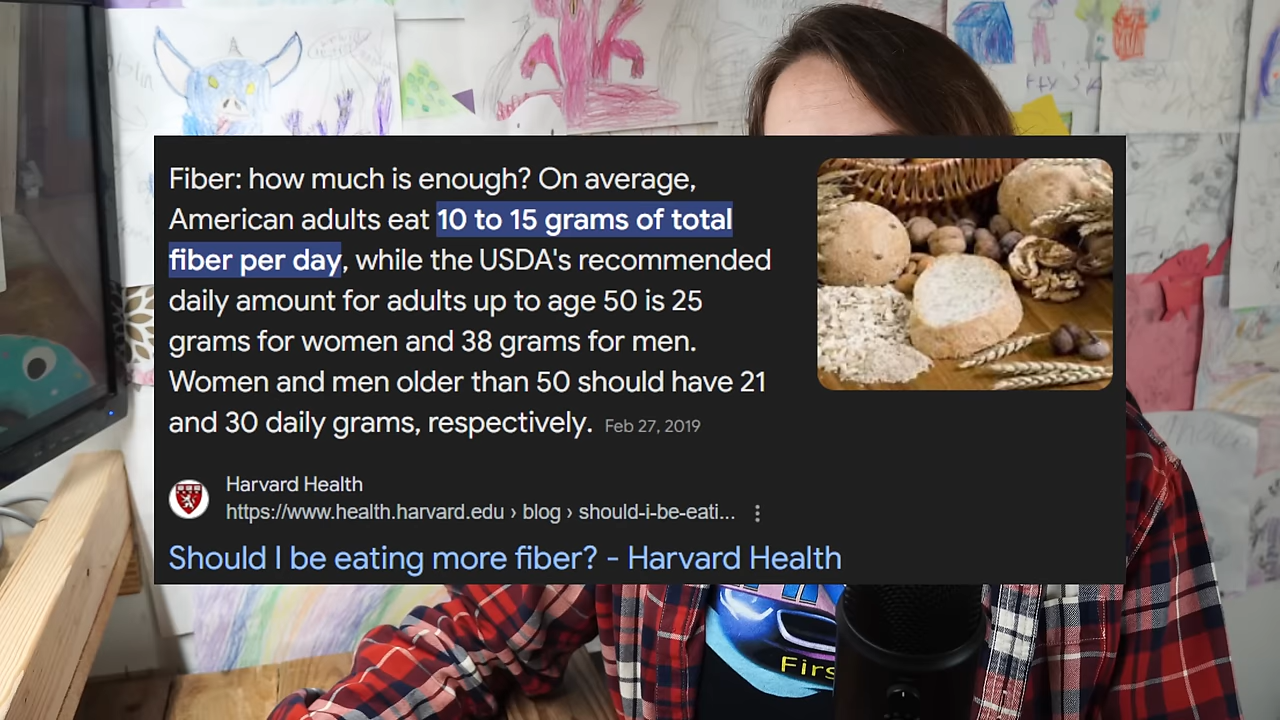 Fiber: how much is enough? On average,
American adults eat 10 to 15 grams of total
fiber per day, while the USDA's recommended
daily amount for adults up to age 50 is 25
grams for women and 38 grams for men.
Women and men older than 50 should have 21
and 30 daily grams, respectively. Feb 27, 2019
Harvard Health
https://www.health.harvard.edu › blog › should-i-be-eati...
Should I be eating more fiber? - Harvard Health